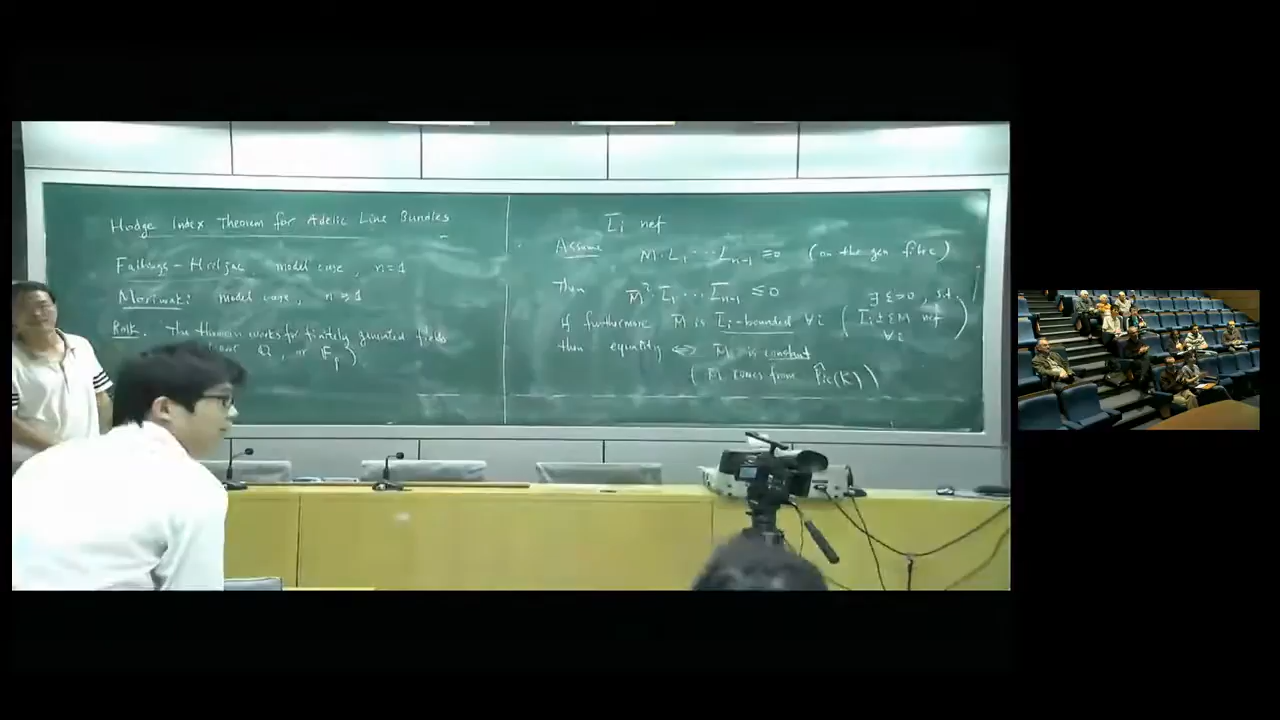 Hodge Index Theorem for Adelic Line Bundles
Faltings-Hriljac: model case, n=1
Moriwaki: model case, n≥1
Rmk. The theorem works for finitely generated fields
over Q, or F_p).
L̄_i nef
Assume M·L_1⋯L_{n-1} ≡0 (on the gen fibre)
Then M̄²·L̄_1⋯L̄_{n-1} ≤0
If furthermore M̄ is L̄_i-bounded ∀i (∃ε>0, s.t. L̄_i±εM̄ nef ∀i)
then equality ⇔ M̄ is constant
(M̄ comes from P̂ic(K))